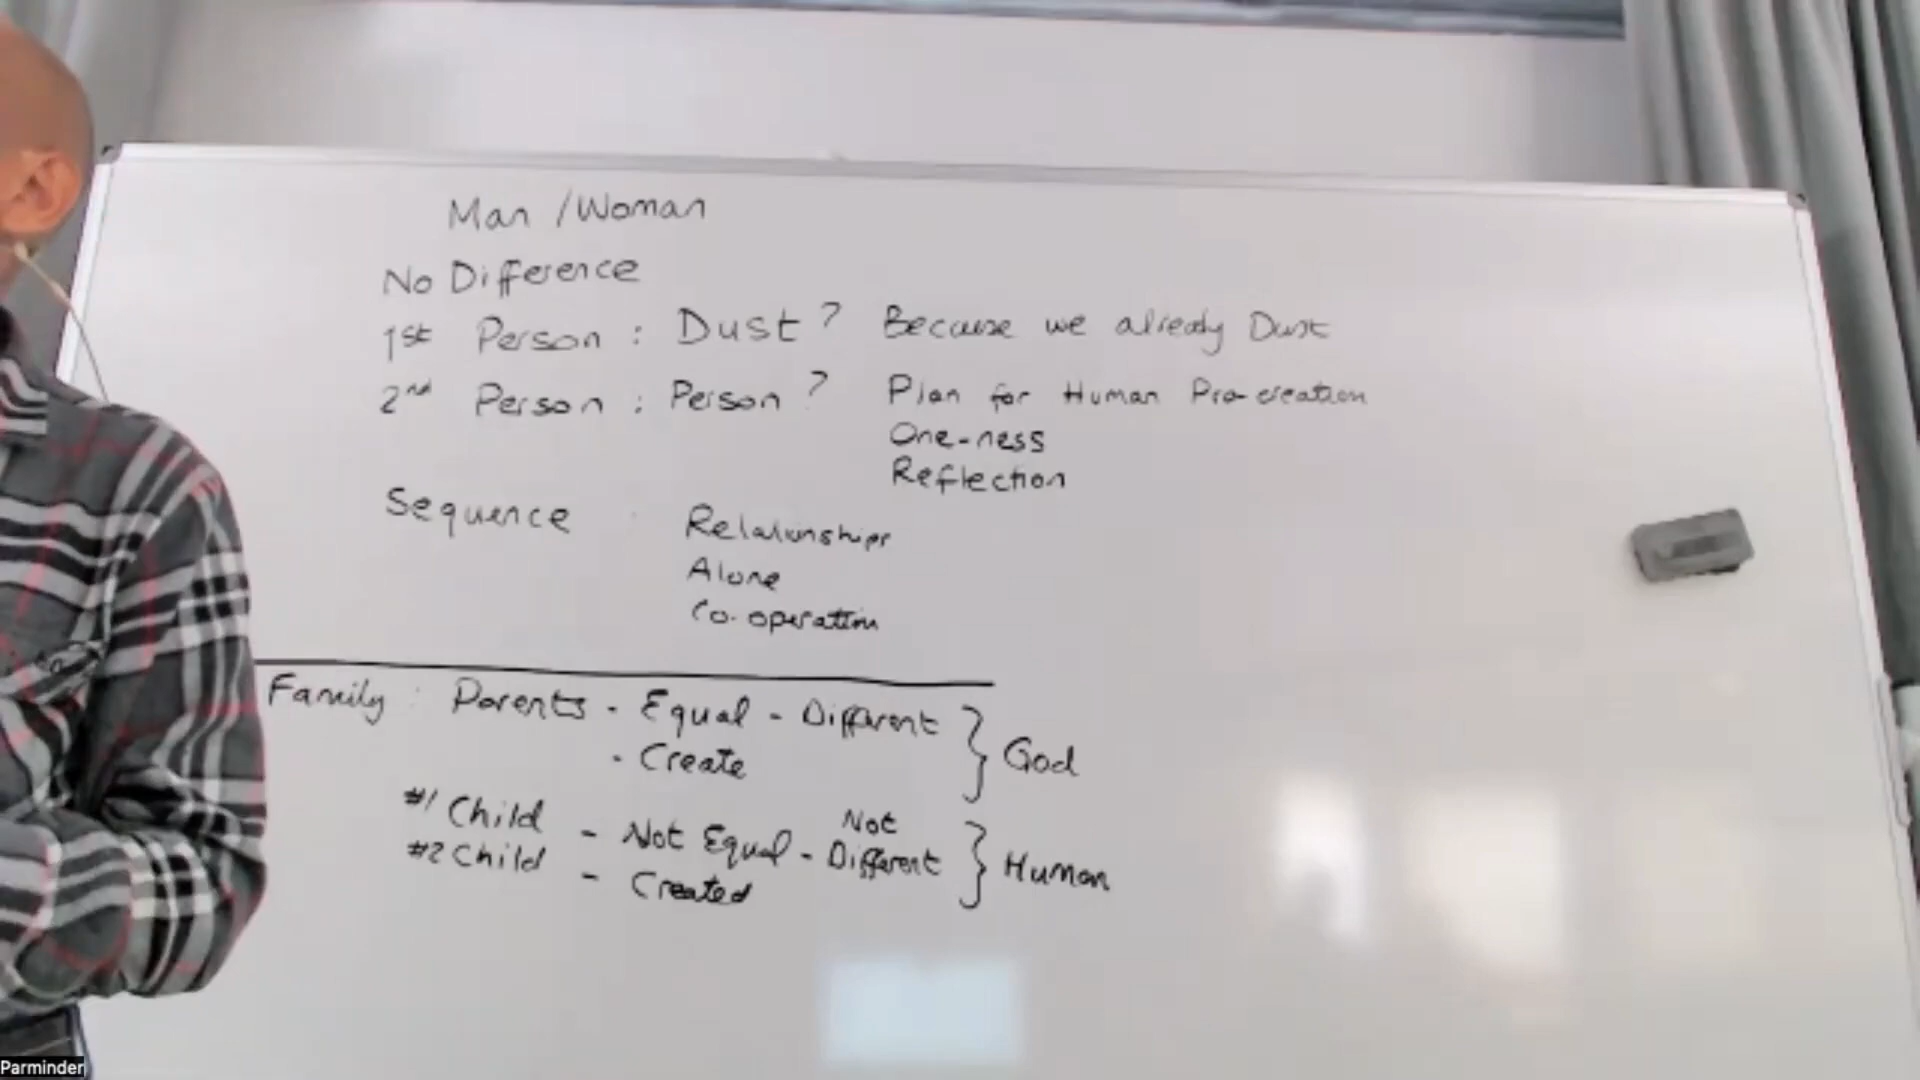 Man / Woman
No Difference
1st Person : Dust ? Because we already Dust
2nd Person : Person ? Plan for Human Pro-creation
One-ness
Reflection
Sequence : Relationships
Alone
Co-operation
Family : Parents - Equal - Different } God
- Create
#1 Child - Not Equal - Not Different } Human
#2 Child - Created
Parminder